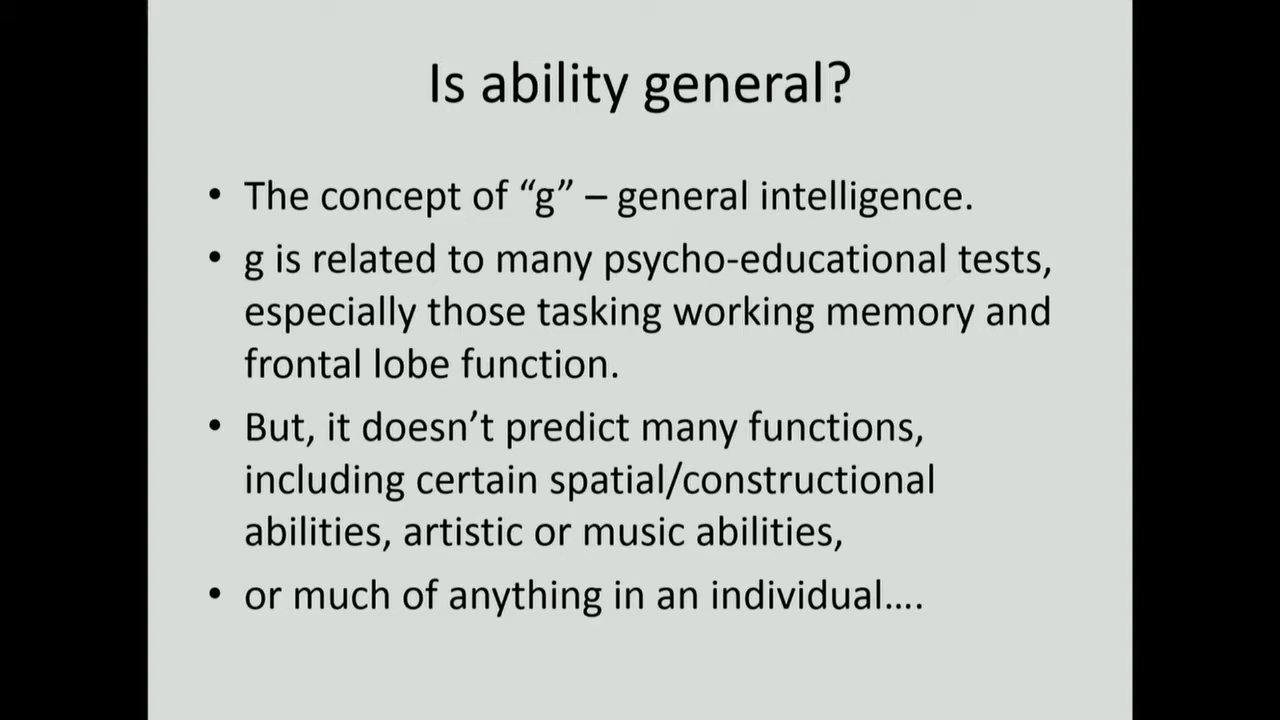 Is ability general?
• The concept of “g” – general intelligence.
• g is related to many psycho-educational tests,
especially those tasking working memory and
frontal lobe function.
• But, it doesn’t predict many functions,
including certain spatial/constructional
abilities, artistic or music abilities,
• or much of anything in an individual….